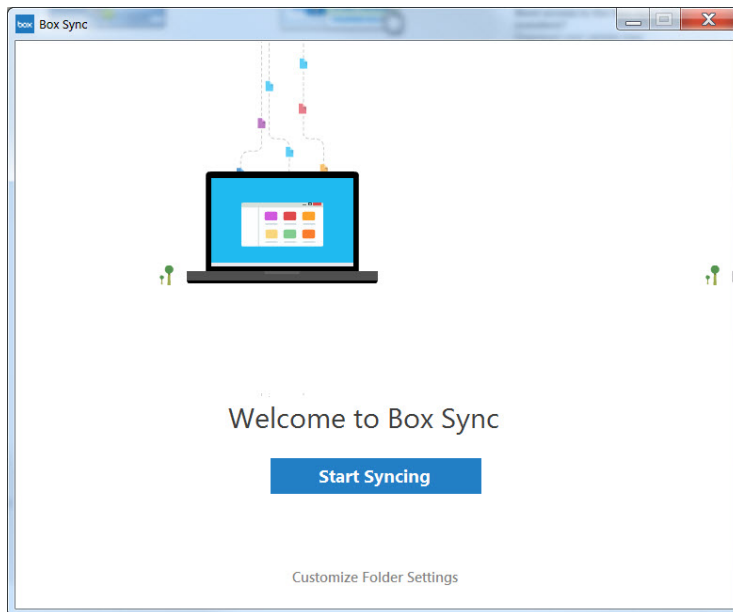 box Box Sync
Welcome to Box Sync
Start Syncing
Customize Folder Settings